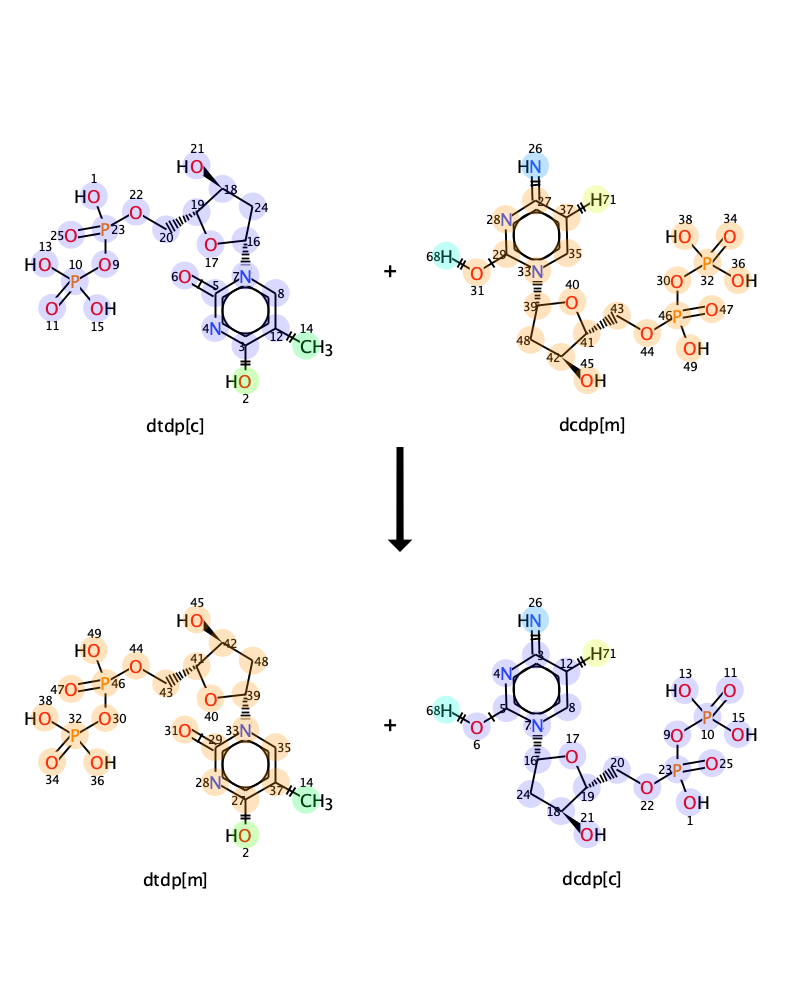 21
HO
1
HO
22
18
19
24
O
25
O
P
23
20
O
17
16
13
HO
10
P
O
9
6
O
5
7
N
8
O
11
OH
15
4
N
3
12
14
CH3
HO
2
dtdp[c]
+
26
HN
27
37
H71
28
N
68H
29
O
31
33
N
35
38
HO
34
O
P
32
36
OH
30
O
40
O
39
43
46
P
O
47
48
41
O
44
42
45
OH
OH
49
dcdp[m]
45
HO
49
HO
44
42
41
48
O
47
O
P
46
43
O
40
39
38
HO
32
P
O
30
31
O
29
33
N
35
O
34
OH
36
28
N
27
37
14
CH3
HO
2
dtdp[m]
+
26
HN
3
12
H71
4
N
68H
5
O
6
7
N
8
13
HO
11
O
P
10
15
OH
9
O
17
O
16
20
23
P
O
25
24
19
O
22
18
21
OH
OH
1
dcdp[c]